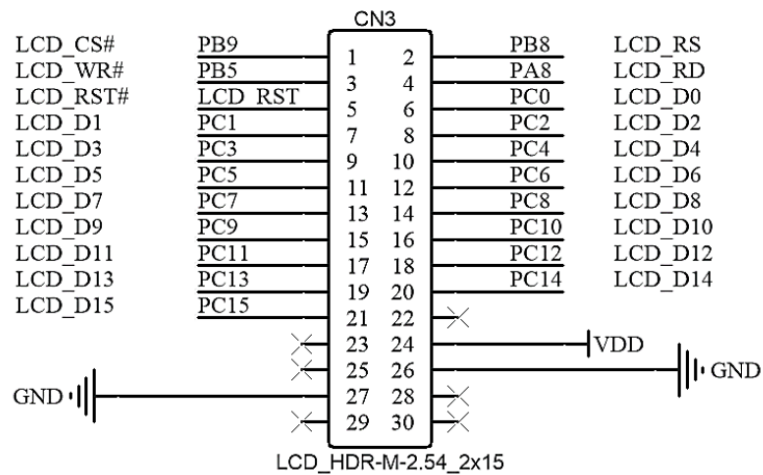 CN3
LCD_CS# PB9 1 2 PB8 LCD_RS
LCD_WR# PB5 3 4 PA8 LCD_RD
LCD_RST# LCD_RST 5 6 PC0 LCD_D0
LCD_D1 PC1 7 8 PC2 LCD_D2
LCD_D3 PC3 9 10 PC4 LCD_D4
LCD_D5 PC5 11 12 PC6 LCD_D6
LCD_D7 PC7 13 14 PC8 LCD_D8
LCD_D9 PC9 15 16 PC10 LCD_D10
LCD_D11 PC11 17 18 PC12 LCD_D12
LCD_D13 PC13 19 20 PC14 LCD_D14
LCD_D15 PC15 21 22
23 24 VDD
25 26 GND
GND 27 28
29 30
LCD_HDR-M-2.54_2x15